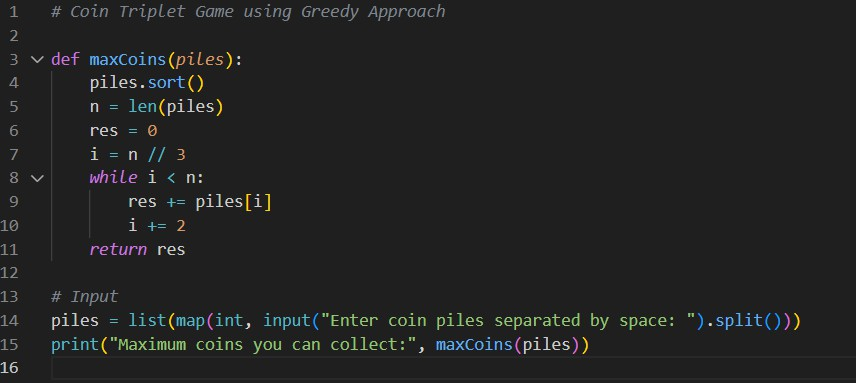 1 # Coin Triplet Game using Greedy Approach
2
3 def maxCoins(piles):
4     piles.sort()
5     n = len(piles)
6     res = 0
7     i = n // 3
8     while i < n:
9         res += piles[i]
10         i += 2
11     return res
12
13 # Input
14 piles = list(map(int, input("Enter coin piles separated by space: ").split()))
15 print("Maximum coins you can collect:", maxCoins(piles))
16